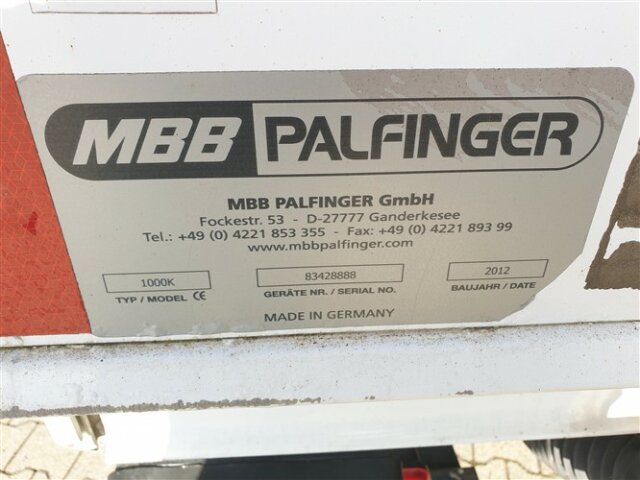 MBB PALFINGER
MBB PALFINGER GmbH
Fockestr. 53 - D-27777 Ganderkesee
Tel.: +49 (0) 4221 853 355 - Fax: +49 (0) 4221 893 99
www.mbbpalfinger.com
1000K 83428888 2012
TYP / MODEL CE GERÄTE NR. / SERIAL NO. BAUJAHR / DATE
MADE IN GERMANY